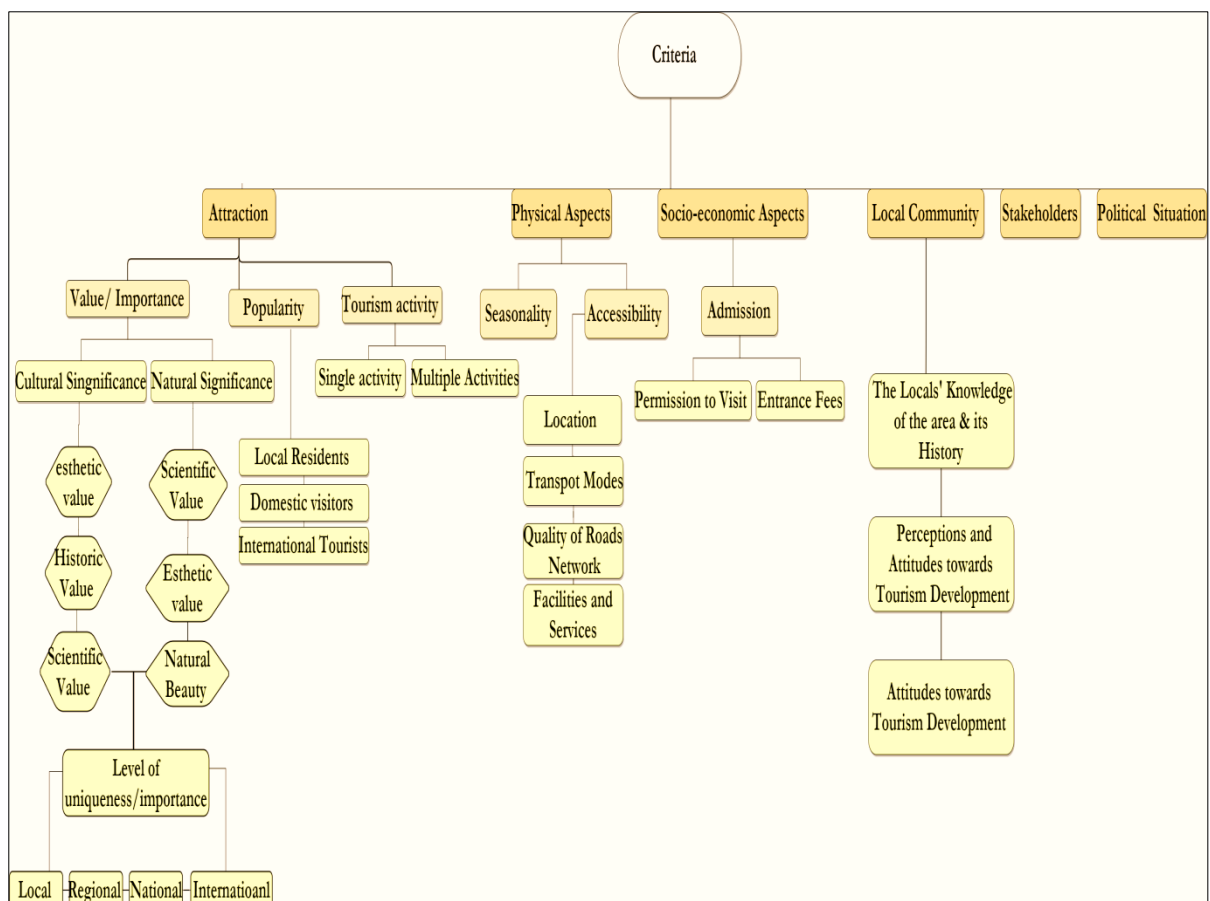 Criteria
Attraction
Physical Aspects
Socio-economic Aspects
Local Community
Stakeholders
Political Situation
Value/ Importance
Popularity
Tourism activity
Seasonality
Accessibility
Admission
Cultural Singnificance
Natural Significance
Single activity
Multiple Activities
Permission to Visit
Entrance Fees
Location
The Locals' Knowledge
of the area & its
History
esthetic
value
Scientific
Value
Local Residents
Domestic visitors
International Tourists
Transpot Modes
Quality of Roads
Network
Facilities and
Services
Perceptions and
Attitudes towards
Tourism Development
Historic
Value
Esthetic
value
Scientific
Value
Natural
Beauty
Attitudes towards
Tourism Development
Level of
uniqueness/importance
Local
Regional
National
Internatioanl